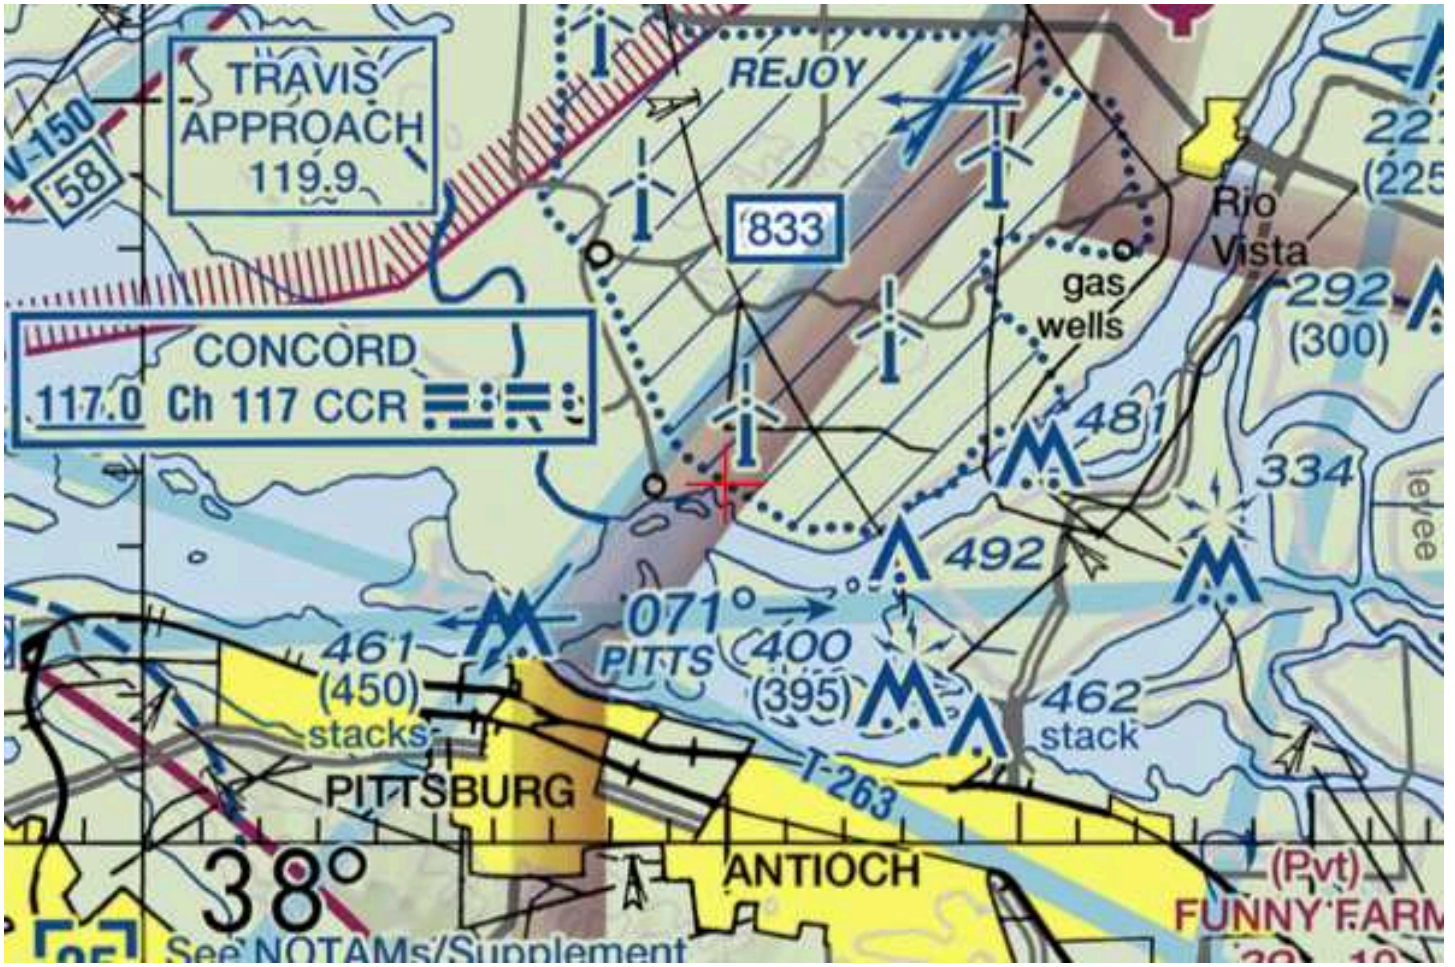 TRAVIS
APPROACH
119.9
V-150
58
REJOY
833
Rio
Vista
gas
wells
CONCORD
117.0 Ch 117 CCR
292
(300)
481
334
levee
492
071°
PITTS
461
(450)
stacks
400
(395)
462
stack
PITTSBURG
T-263
38°
ANTIOCH
(Pvt)
FUNNY FARM
See NOTAMs/Supplement